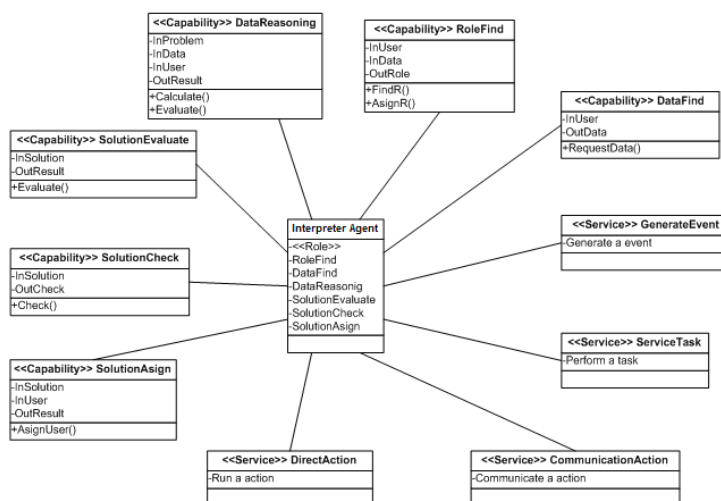 <<Capability>> DataReasoning
-InProblem
-InData
-InUser
-OutResult
+Calculate()
+Evaluate()
<<Capability>> RoleFind
-InUser
-InData
-OutRole
+FindR()
+AsignR()
<<Capability>> DataFind
-InUser
-OutData
+RequestData()
<<Capability>> SolutionEvaluate
-InSolution
-OutResult
+Evaluate()
Interpreter Agent
-<<Role>>
-RoleFind
-DataFind
-DataReasonig
-SolutionEvaluate
-SolutionCheck
-SolutionAsign
<<Service>> GenerateEvent
-Generate a event
<<Capability>> SolutionCheck
-InSolution
-OutCheck
+Check()
<<Service>> ServiceTask
-Perform a task
<<Capability>> SolutionAsign
-InSolution
-InUser
-OutResult
+AsignUser()
<<Service>> DirectAction
-Run a action
<<Service>> CommunicationAction
-Communicate a action